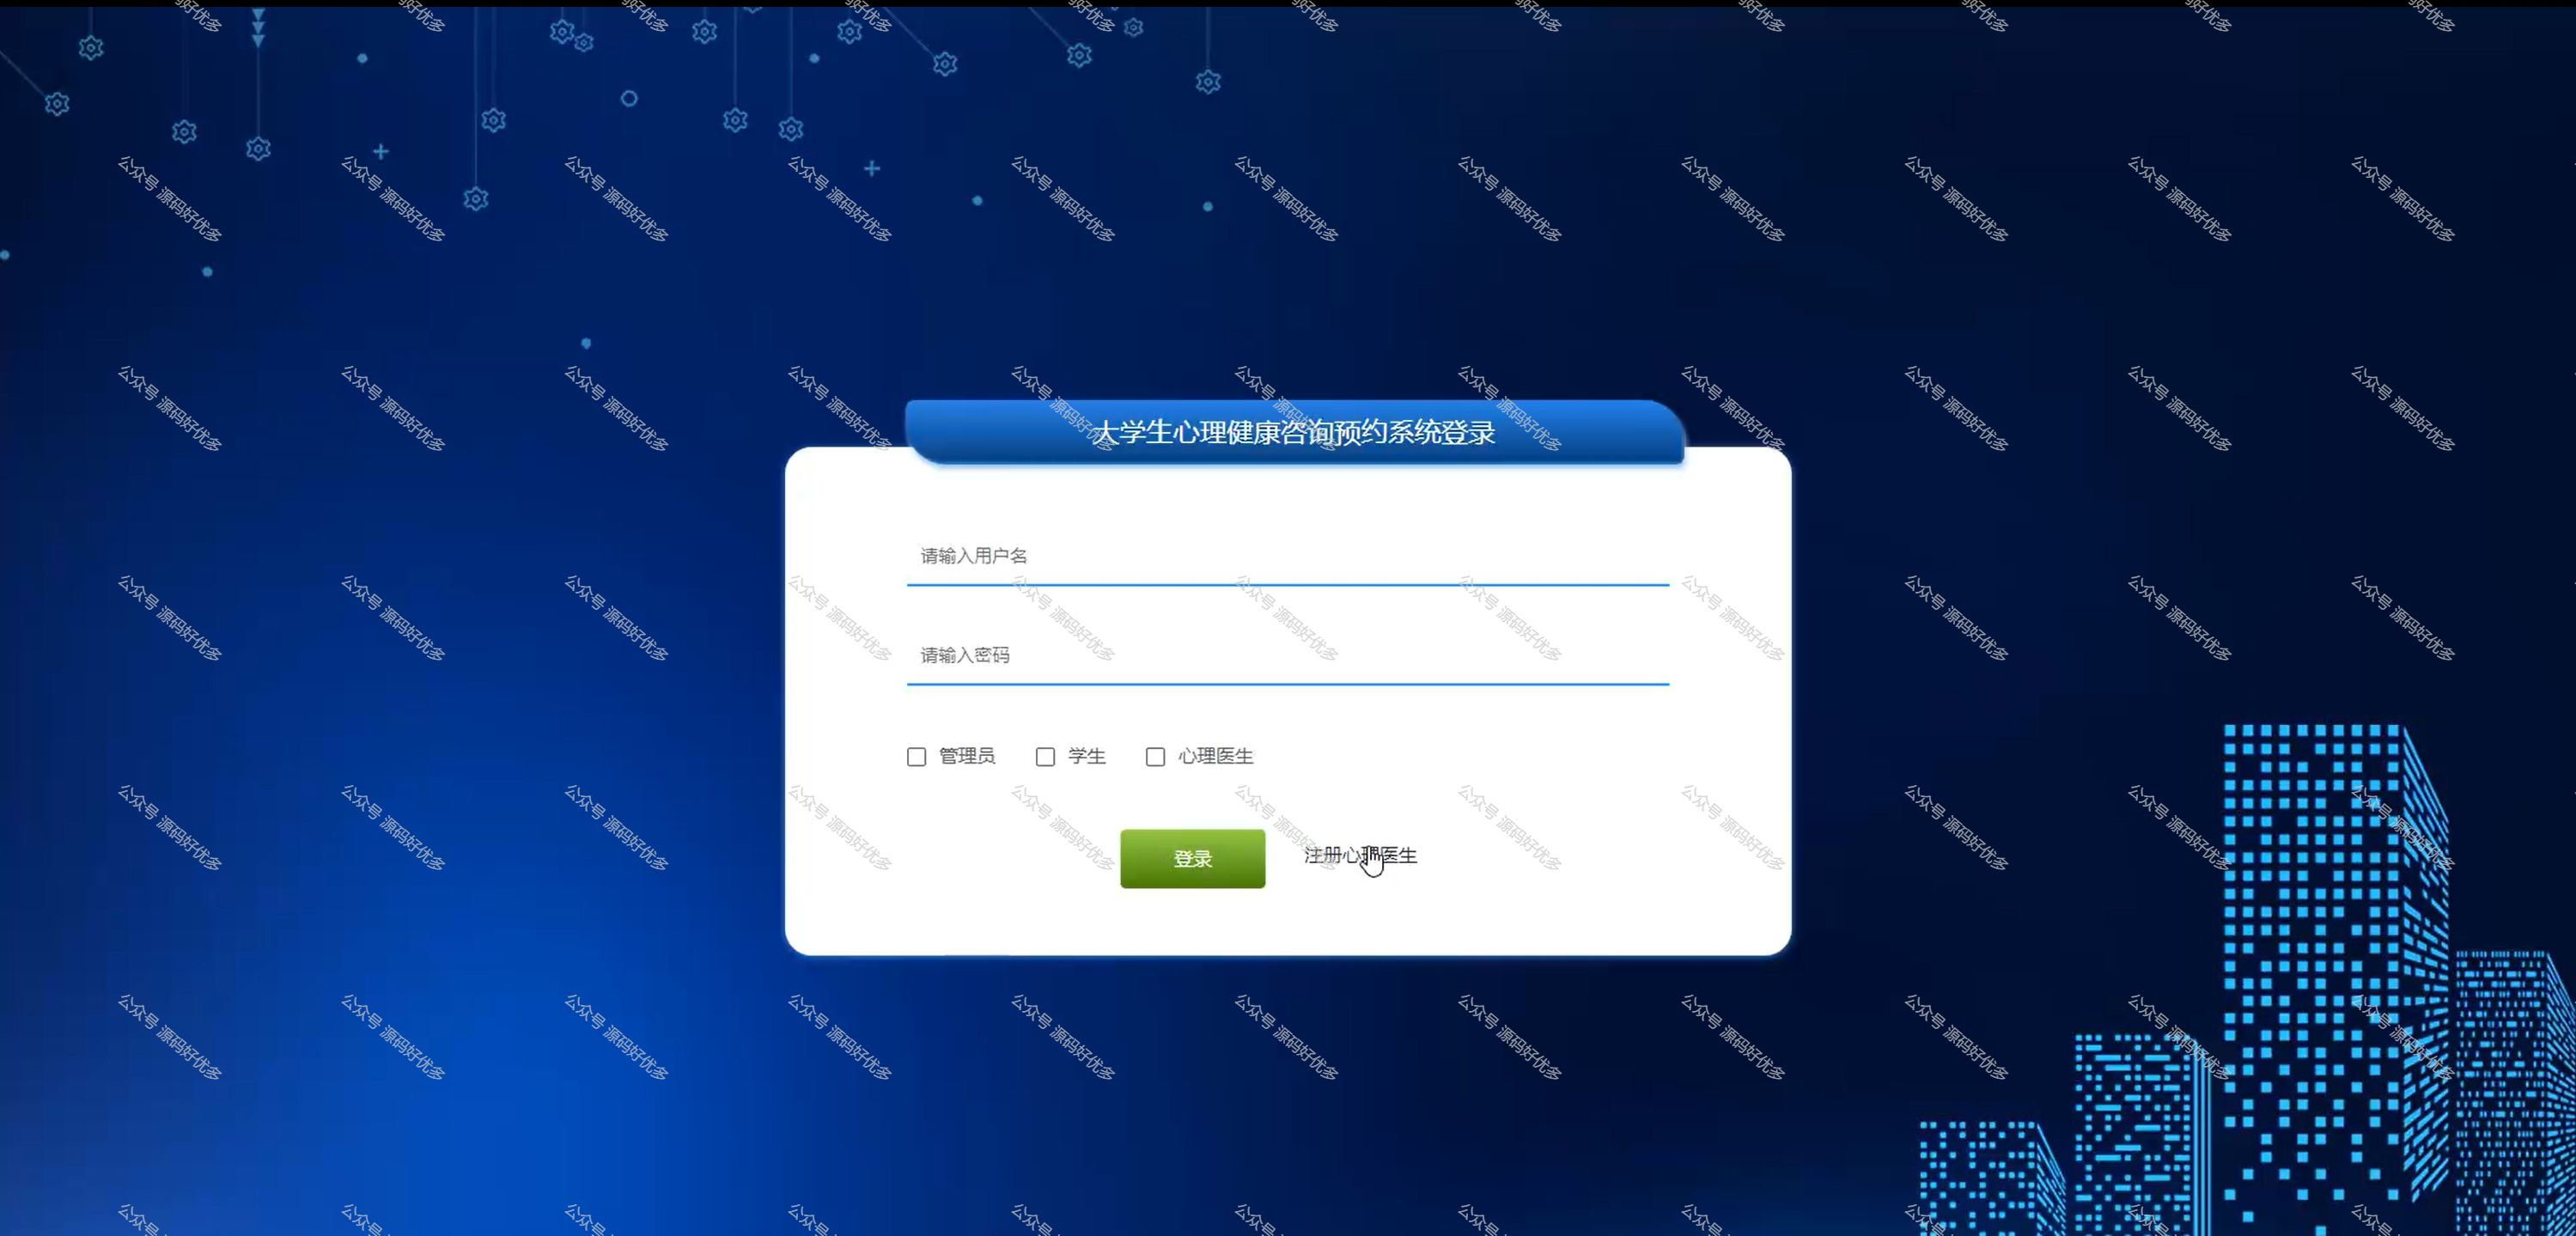 大学生心理健康咨询预约系统登录
请输入用户名
请输入密码
管理员 学生 心理医生
登录 注册心理医生
公众号 源码好优多